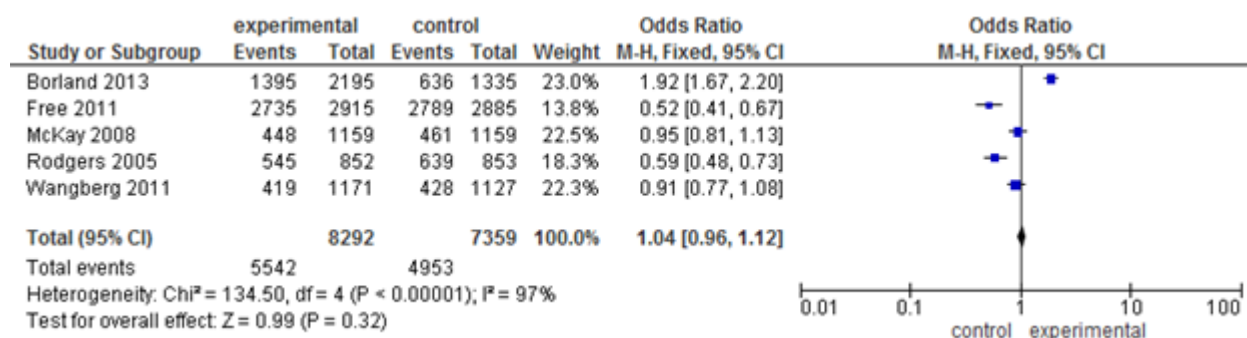 experimental control Odds Ratio Odds Ratio
Study or Subgroup Events Total Events Total Weight M-H, Fixed, 95% CI M-H, Fixed, 95% CI
Borland 2013 1395 2195 636 1335 23.0% 1.92 [1.67, 2.20]
Free 2011 2735 2915 2789 2885 13.8% 0.52 [0.41, 0.67]
McKay 2008 448 1159 461 1159 22.5% 0.95 [0.81, 1.13]
Rodgers 2005 545 852 639 853 18.3% 0.59 [0.48, 0.73]
Wangberg 2011 419 1171 428 1127 22.3% 0.91 [0.77, 1.08]
Total (95% CI) 8292 7359 100.0% 1.04 [0.96, 1.12]
Total events 5542 4953
Heterogeneity: Chi² = 134.50, df = 4 (P < 0.00001); I² = 97%
Test for overall effect: Z = 0.99 (P = 0.32)
0.01 0.1 1 10 100
control experimental